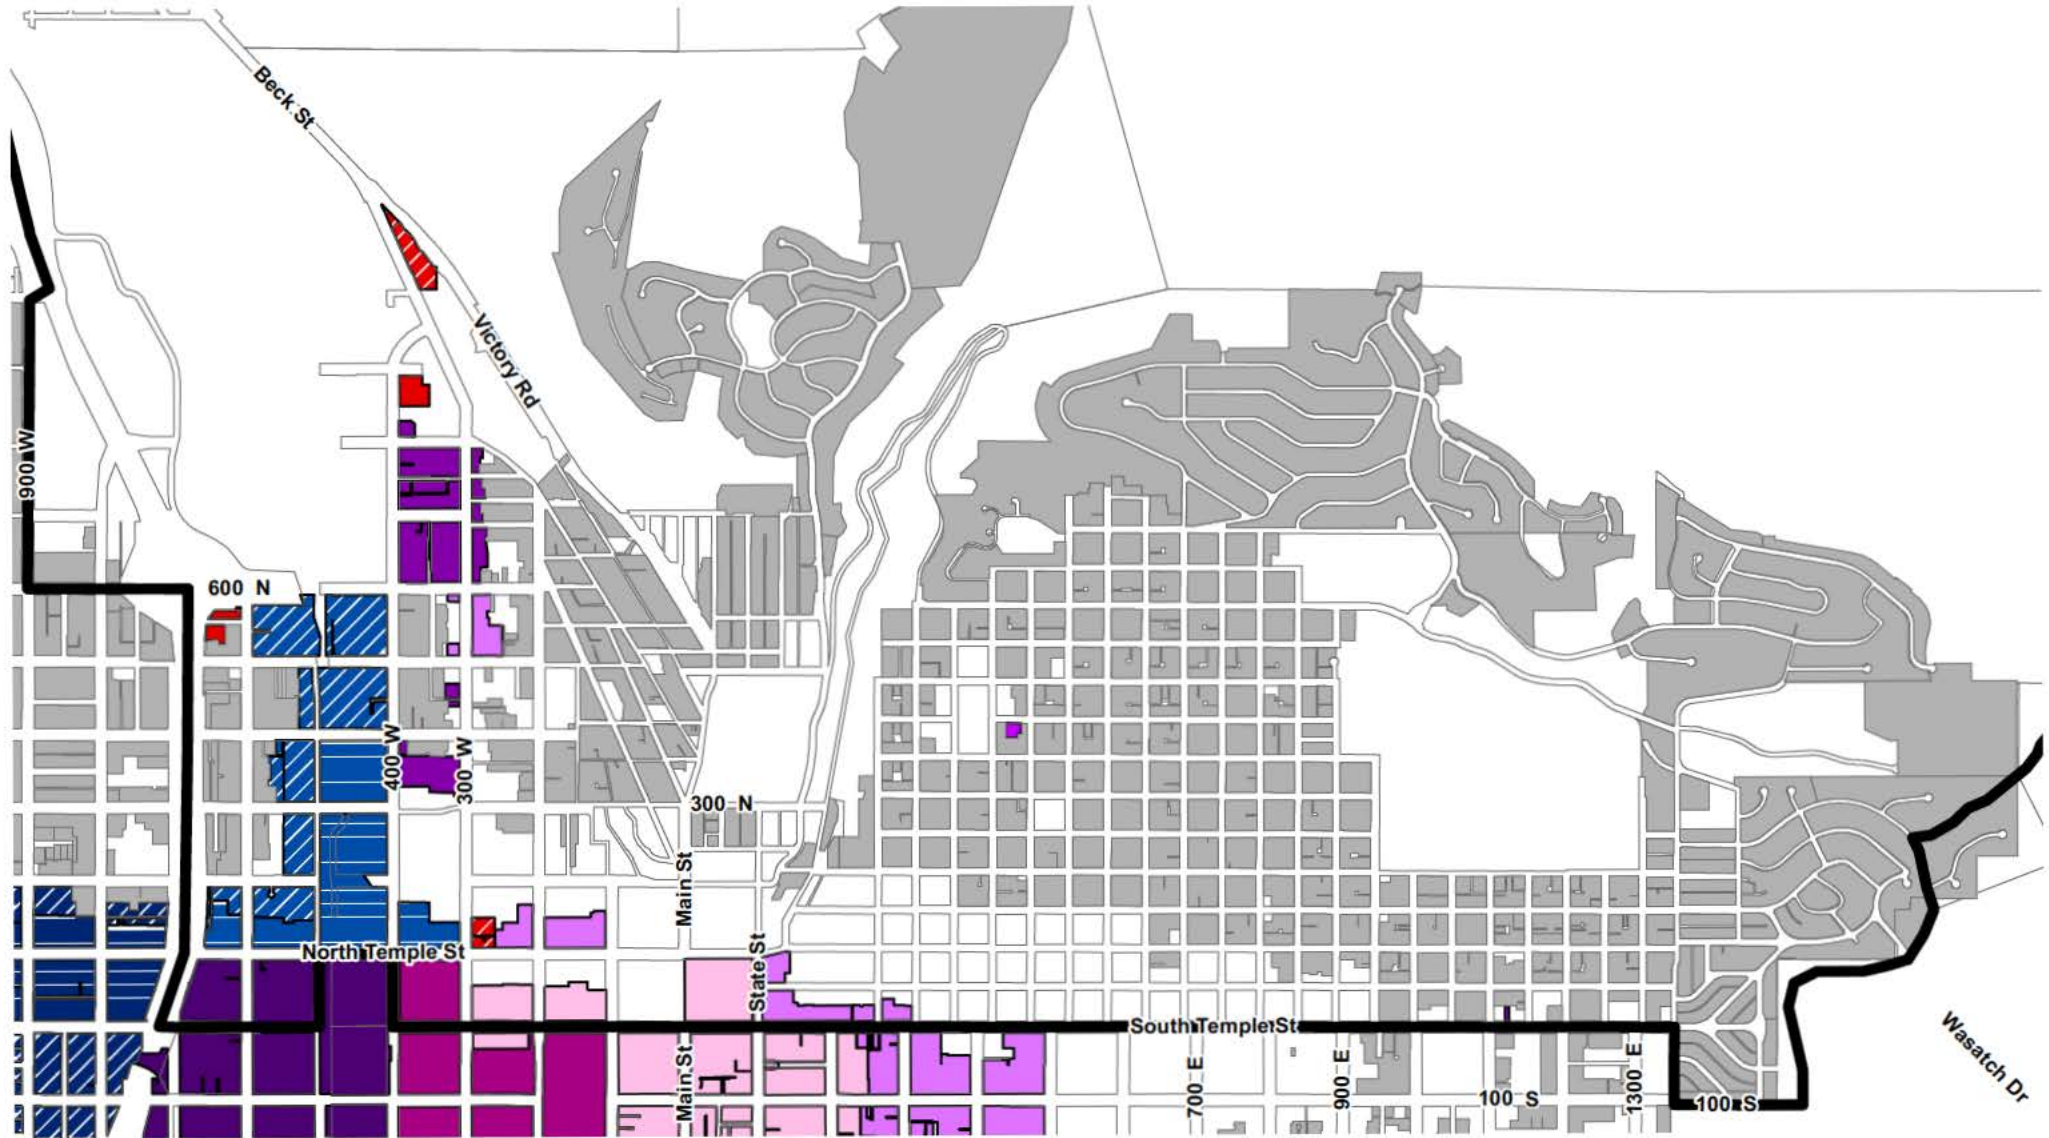 Beck St
Victory Rd
900 W
600 N
400 W
300 W
300 N
Main St
North Temple St
State St
South Temple St
Main St
700 E
900 E
100 S
1300 E
100 S
Wasatch Dr